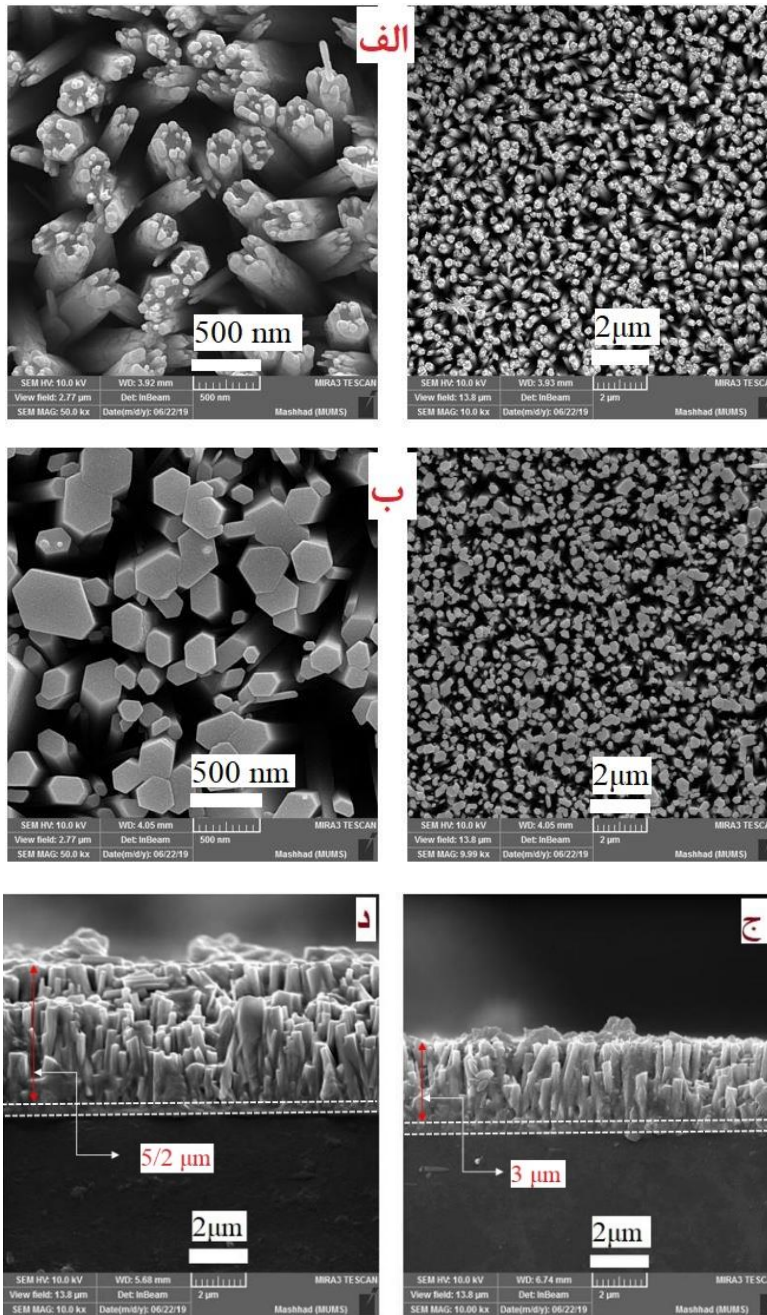 الف
500 nm
SEM HV: 10.0 kV WD: 3.92 mm MIRA3 TESCAN
View field: 2.77 µm Det: InBeam 500 nm
SEM MAG: 50.0 kx Date(m/d/y): 06/22/19 Mashhad (MUMS)
2µm
SEM HV: 10.0 kV WD: 3.93 mm MIRA3 TESCAN
View field: 13.8 µm Det: InBeam 2 µm
SEM MAG: 10.0 kx Date(m/d/y): 06/22/19 Mashhad (MUMS)
ب
500 nm
SEM HV: 10.0 kV WD: 4.05 mm MIRA3 TESCAN
View field: 2.77 µm Det: InBeam 500 nm
SEM MAG: 50.0 kx Date(m/d/y): 06/22/19 Mashhad (MUMS)
2µm
SEM HV: 10.0 kV WD: 4.05 mm MIRA3 TESCAN
View field: 13.8 µm Det: InBeam 2 µm
SEM MAG: 9.99 kx Date(m/d/y): 06/22/19 Mashhad (MUMS)
د
5/2 µm
2µm
SEM HV: 10.0 kV WD: 5.68 mm MIRA3 TESCAN
View field: 13.8 µm Det: InBeam 2 µm
SEM MAG: 10.0 kx Date(m/d/y): 06/22/19 Mashhad (MUMS)
ج
3 µm
2µm
SEM HV: 10.0 kV WD: 6.74 mm MIRA3 TESCAN
View field: 13.8 µm Det: InBeam 2 µm
SEM MAG: 10.00 kx Date(m/d/y): 06/22/19 Mashhad (MUMS)